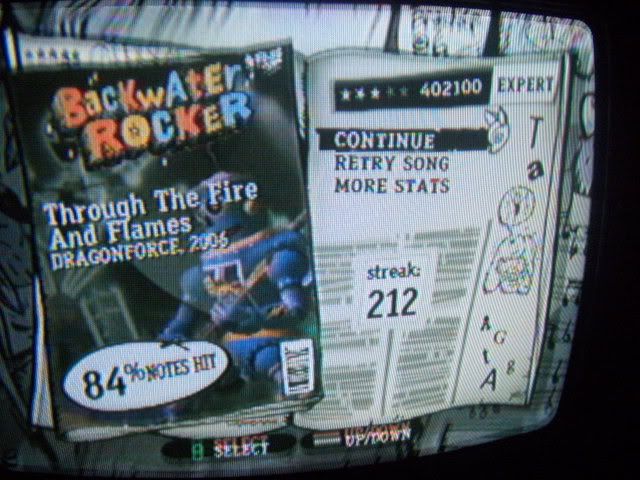 BACKWATER
ROCKER
Through The Fire
And Flames
DRAGONFORCE, 2006
84% NOTES HIT
402100
EXPERT
CONTINUE
RETRY SONG
MORE STATS
streak:
212
SELECT
UP/DOWN